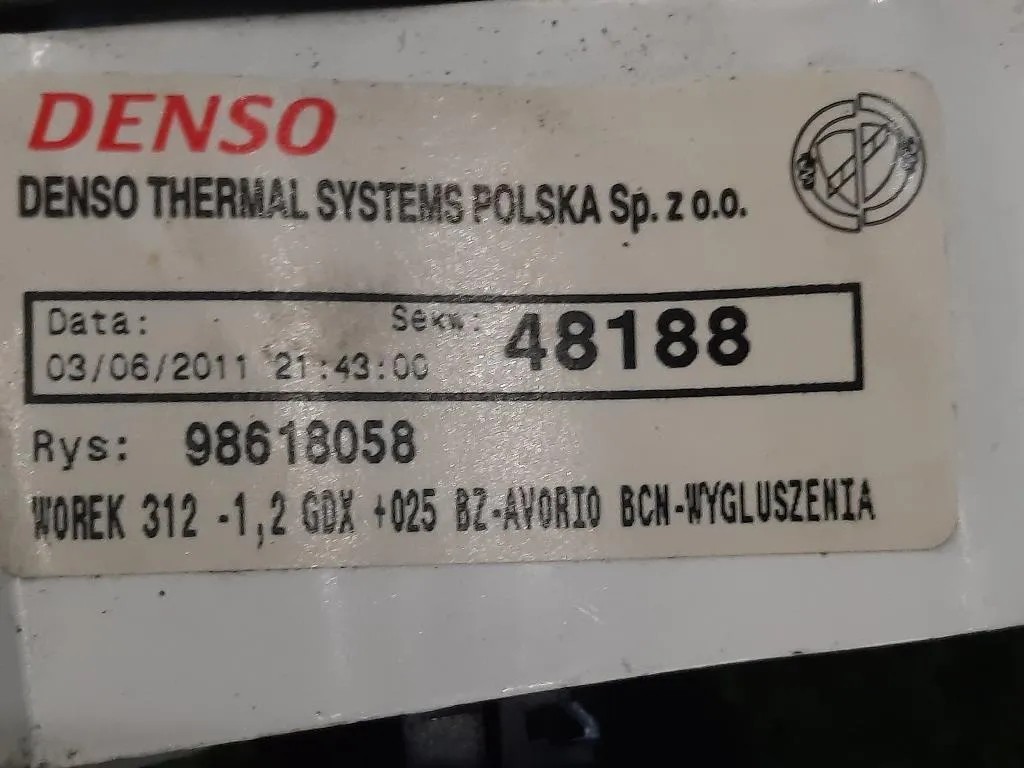 DENSO
DENSO THERMAL SYSTEMS POLSKA Sp. z o.o.
Data: Sekw: 48188
03/06/2011 21:43:00
Rys: 98618058
WOREK 312 -1,2 GDX +025 BZ-AVORIO BCN-WYGLUSZENIA